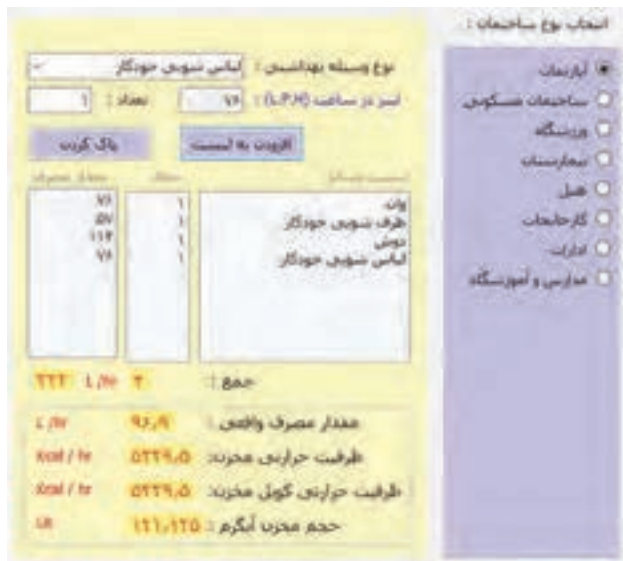 انتخاب نوع ساختمان :
آپارتمان
ساختمان مسکونی
ورزشگاه
بیمارستان
هتل
کارخانجات
ادارات
مدارس و آموزشگاه
نوع وسیله بهداشتی : لباس شویی خودکار
لیتر در ساعت (L.P.H) : ۷۶ تعداد : ۱
افزودن به لیست پاک کردن
وان ۱ ۷۶
ظرف شویی خودکار ۱ ۵۷
دوش ۱ ۱۱۴
لباس شویی خودکار ۱ ۷۶
جمع : ۴ ۳۲۳ L /Hr
مقدار مصرف واقعی : ۹۶٫۹ L /Hr
ظرفیت حرارتی مخزن: ۵۳۲۹٫۵ Kcal / hr
ظرفیت حرارتی کویل مخزن: ۵۳۲۹٫۵ Kcal / hr
حجم مخزن آبگرم : ۱۲۱٫۱۲۵ Lit